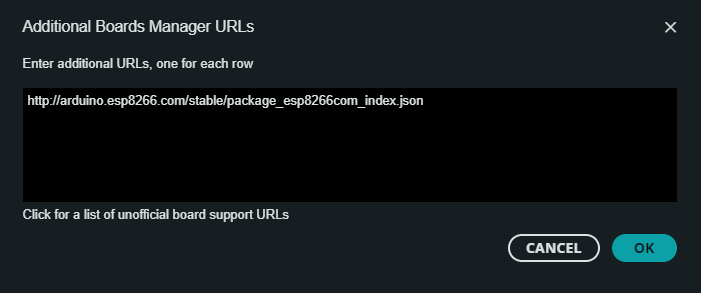 Additional Boards Manager URLs
Enter additional URLs, one for each row
http://arduino.esp8266.com/stable/package_esp8266com_index.json
Click for a list of unofficial board support URLs
CANCEL
OK